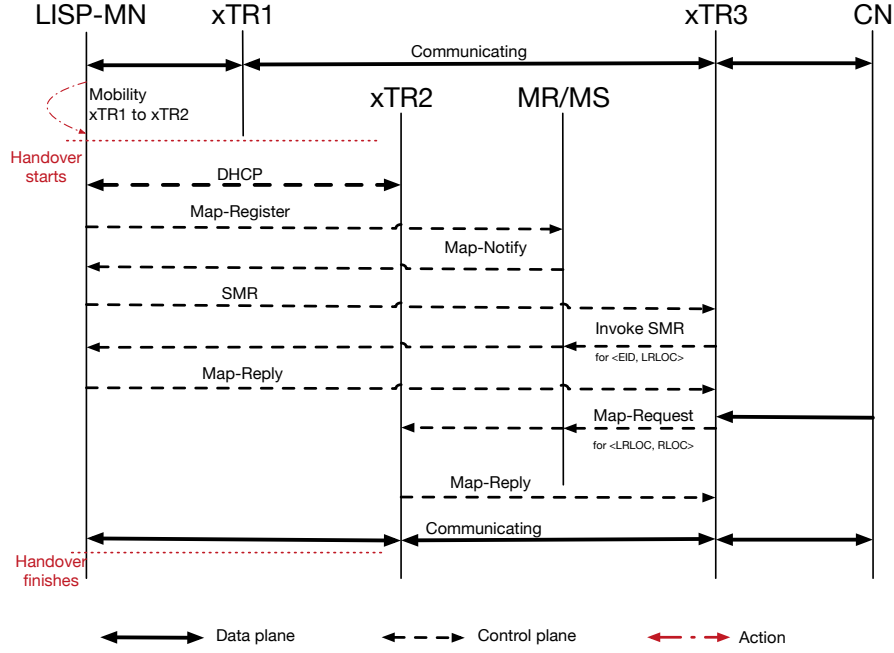 LISP-MN xTR1 xTR3 CN
Communicating
Mobility
xTR1 to xTR2
xTR2 MR/MS
Handover
starts
DHCP
Map-Register
Map-Notify
SMR
Invoke SMR
for <EID, LRLOC>
Map-Reply
Map-Request
for <LRLOC, RLOC>
Map-Reply
Communicating
Handover
finishes
Data plane Control plane Action